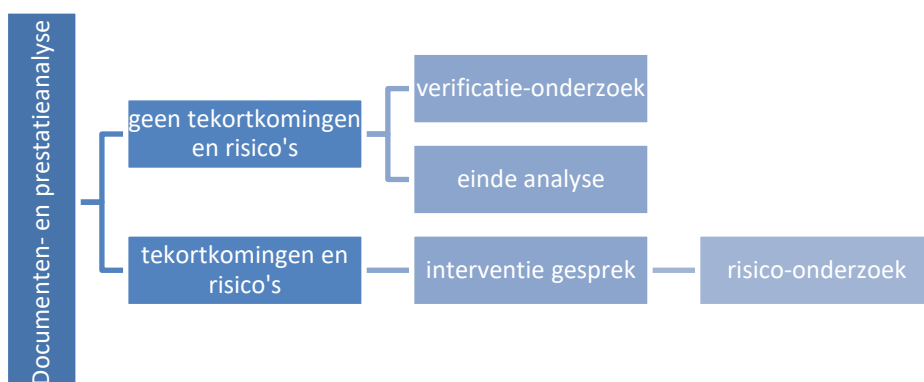 Documenten- en prestatieanalyse
geen tekortkomingen
en risico's
verificatie-onderzoek
einde analyse
tekortkomingen en
risico's
interventie gesprek
risico-onderzoek